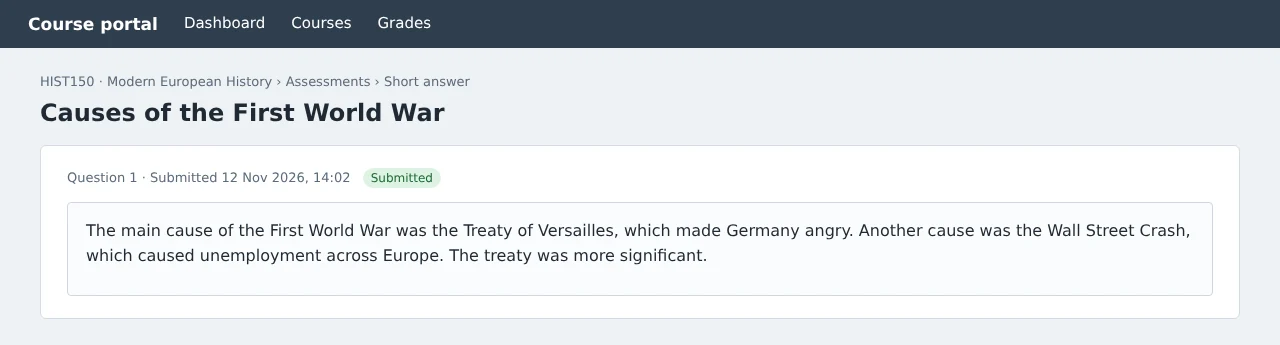 Course portal Dashboard Courses Grades
HIST150 · Modern European History › Assessments › Short answer
Causes of the First World War
Question 1 · Submitted 12 Nov 2026, 14:02 Submitted
The main cause of the First World War was the Treaty of Versailles, which made Germany angry. Another cause was the Wall Street Crash,
which caused unemployment across Europe. The treaty was more significant.